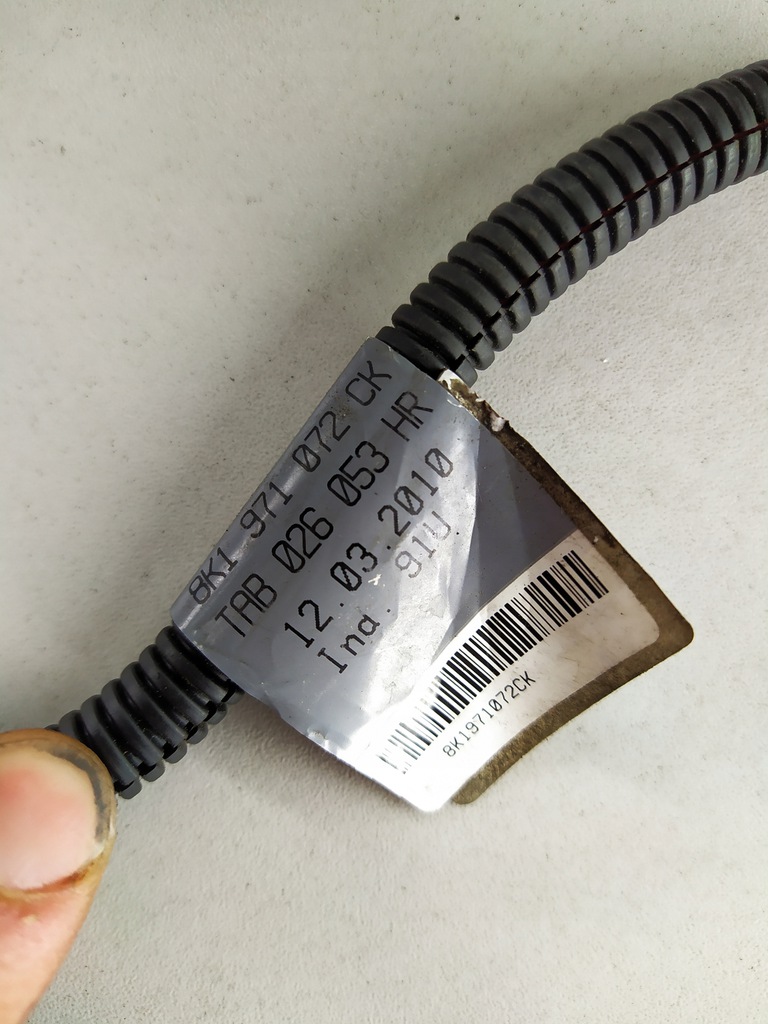 8K1 971 072 CK
TAB 026 053 HR
12.03.2010
Ind. 91U
8K1971072CK